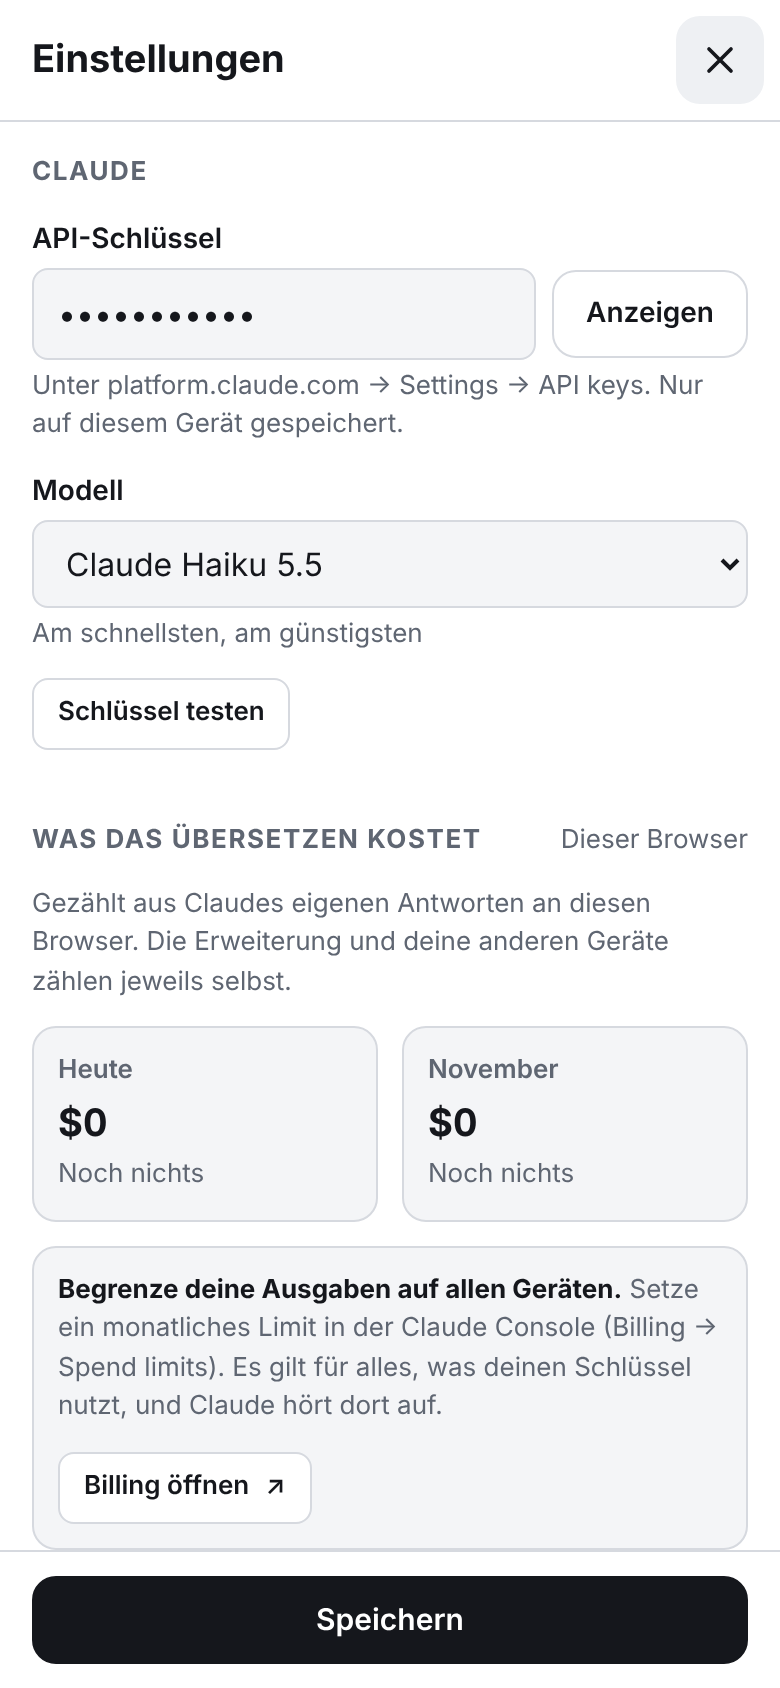 Einstellungen
CLAUDE
API-Schlüssel
•••••••••••
Anzeigen
Unter platform.claude.com → Settings → API keys. Nur
auf diesem Gerät gespeichert.
Modell
Claude Haiku 5.5
Am schnellsten, am günstigsten
Schlüssel testen
WAS DAS ÜBERSETZEN KOSTET
Dieser Browser
Gezählt aus Claudes eigenen Antworten an diesen
Browser. Die Erweiterung und deine anderen Geräte
zählen jeweils selbst.
Heute
$0
Noch nichts
November
$0
Noch nichts
Begrenze deine Ausgaben auf allen Geräten. Setze
ein monatliches Limit in der Claude Console (Billing →
Spend limits). Es gilt für alles, was deinen Schlüssel
nutzt, und Claude hört dort auf.
Billing öffnen ↗
Speichern